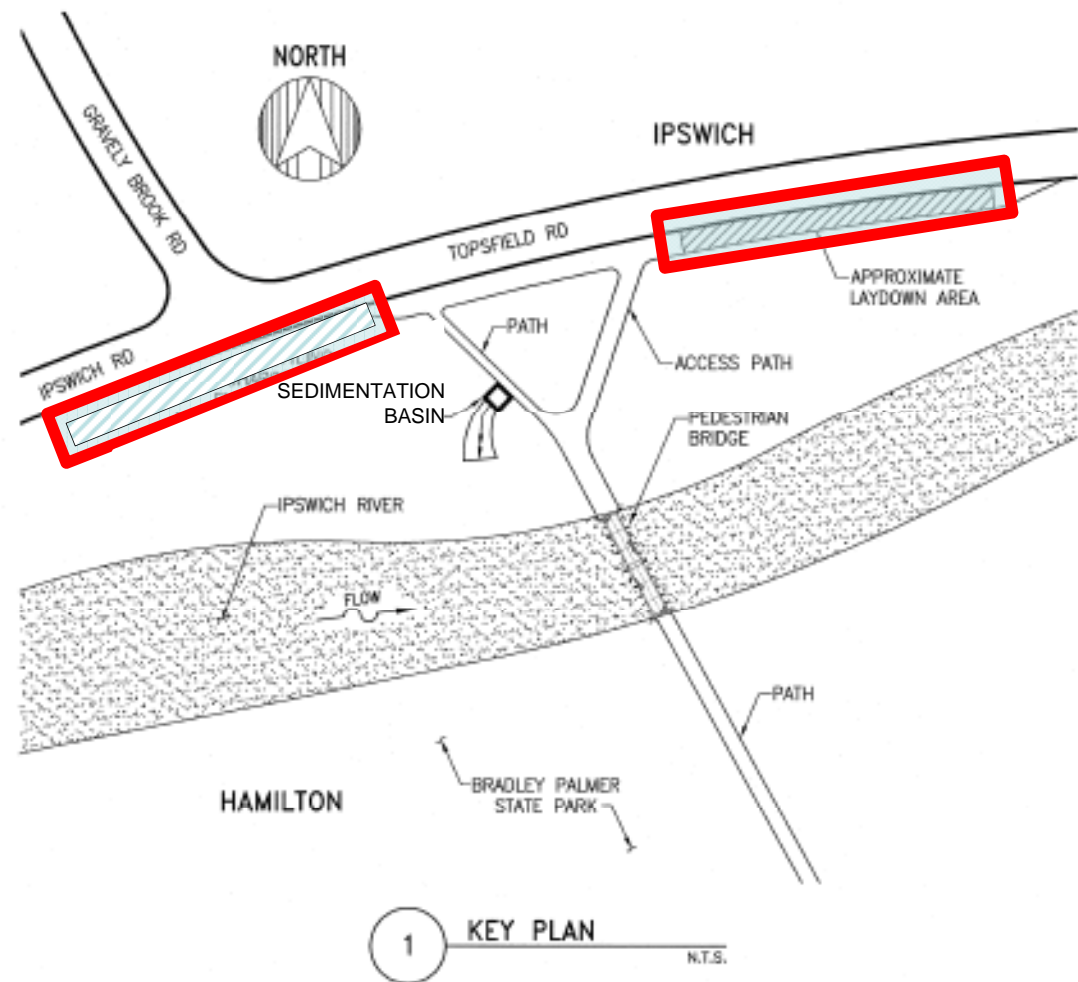 NORTH
IPSWICH
GRAVELY BROOK RD
TOPSFIELD RD
APPROXIMATE
LAYDOWN AREA
PATH
ACCESS PATH
IPSWICH RD
SEDIMENTATION
BASIN
PEDESTRIAN
BRIDGE
IPSWICH RIVER
FLOW
PATH
BRADLEY PALMER
STATE PARK
HAMILTON
1
KEY PLAN
N.T.S.